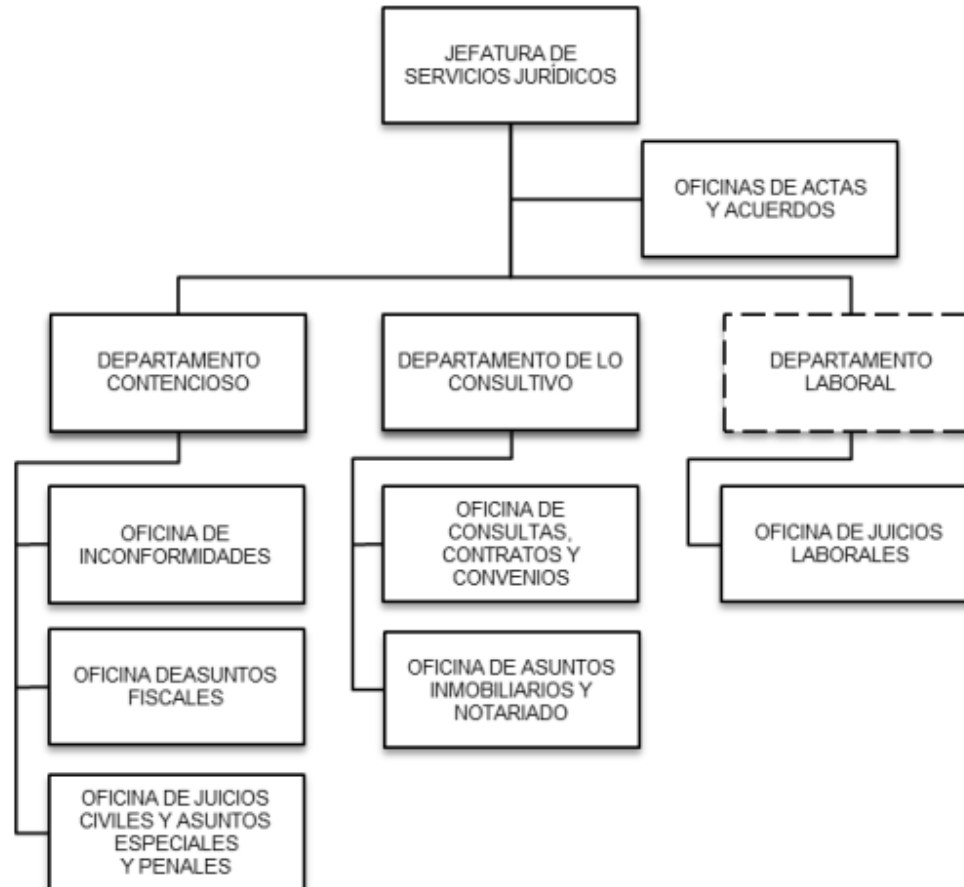 JEFATURA DE
SERVICIOS JURÍDICOS
OFICINAS DE ACTAS
Y ACUERDOS
DEPARTAMENTO
CONTENCIOSO
DEPARTAMENTO DE LO
CONSULTIVO
DEPARTAMENTO
LABORAL
OFICINA DE
INCONFORMIDADES
OFICINA DE
CONSULTAS,
CONTRATOS Y
CONVENIOS
OFICINA DE JUICIOS
LABORALES
OFICINA DEASUNTOS
FISCALES
OFICINA DE ASUNTOS
INMOBILIARIOS Y
NOTARIADO
OFICINA DE JUICIOS
CIVILES Y ASUNTOS
ESPECIALES
Y PENALES